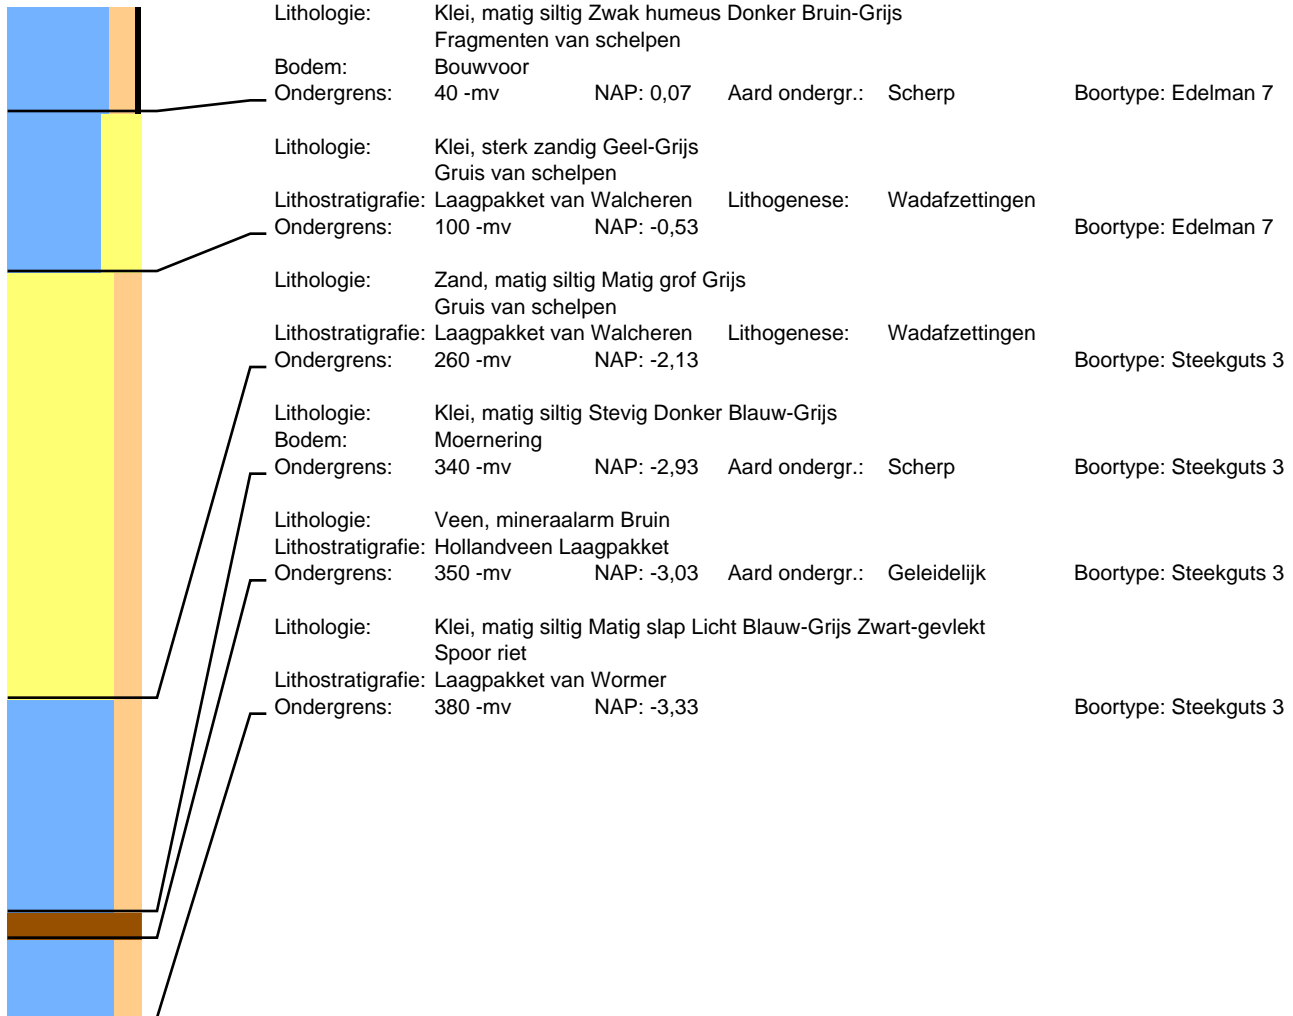 Lithologie: Klei, matig siltig Zwak humeus Donker Bruin-Grijs
Fragmenten van schelpen
Bodem: Bouwvoor
Ondergrens: 40 -mv NAP: 0,07 Aard ondergr.: Scherp Boortype: Edelman 7
Lithologie: Klei, sterk zandig Geel-Grijs
Gruis van schelpen
Lithostratigrafie: Laagpakket van Walcheren Lithogenese: Wadafzettingen
Ondergrens: 100 -mv NAP: -0,53 Boortype: Edelman 7
Lithologie: Zand, matig siltig Matig grof Grijs
Gruis van schelpen
Lithostratigrafie: Laagpakket van Walcheren Lithogenese: Wadafzettingen
Ondergrens: 260 -mv NAP: -2,13 Boortype: Steekguts 3
Lithologie: Klei, matig siltig Stevig Donker Blauw-Grijs
Bodem: Moernering
Ondergrens: 340 -mv NAP: -2,93 Aard ondergr.: Scherp Boortype: Steekguts 3
Lithologie: Veen, mineraalarm Bruin
Lithostratigrafie: Hollandveen Laagpakket
Ondergrens: 350 -mv NAP: -3,03 Aard ondergr.: Geleidelijk Boortype: Steekguts 3
Lithologie: Klei, matig siltig Matig slap Licht Blauw-Grijs Zwart-gevlekt
Spoor riet
Lithostratigrafie: Laagpakket van Wormer
Ondergrens: 380 -mv NAP: -3,33 Boortype: Steekguts 3